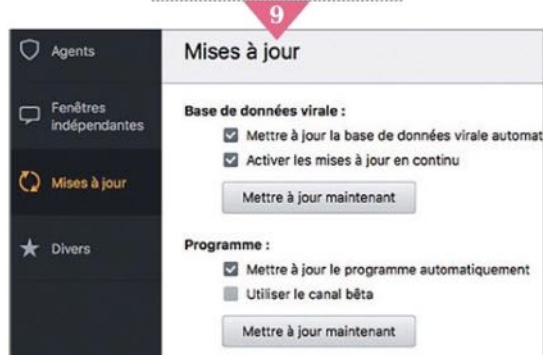 9
Agents
Mises à jour
Fenêtres
indépendantes
Base de données virale :
Mettre à jour la base de données virale automat
Activer les mises à jour en continu
Mises à jour
Mettre à jour maintenant
Divers
Programme :
Mettre à jour le programme automatiquement
Utiliser le canal bêta
Mettre à jour maintenant